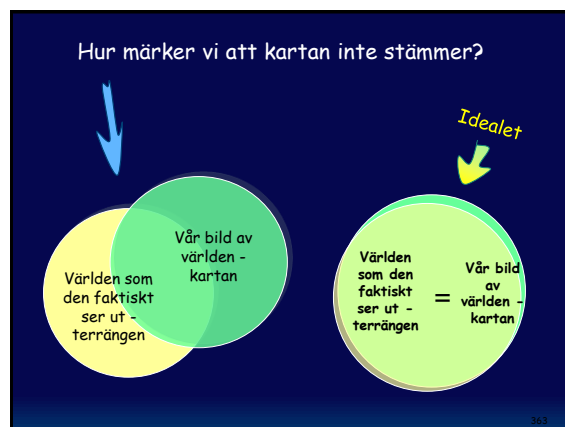 Hur märker vi att kartan inte stämmer?
Idealet
Världen som
den faktiskt
ser ut -
terrängen
Vår bild av
världen -
kartan
Världen
som den
faktiskt
ser ut -
terrängen
=
Vår bild
av
världen -
kartan
363